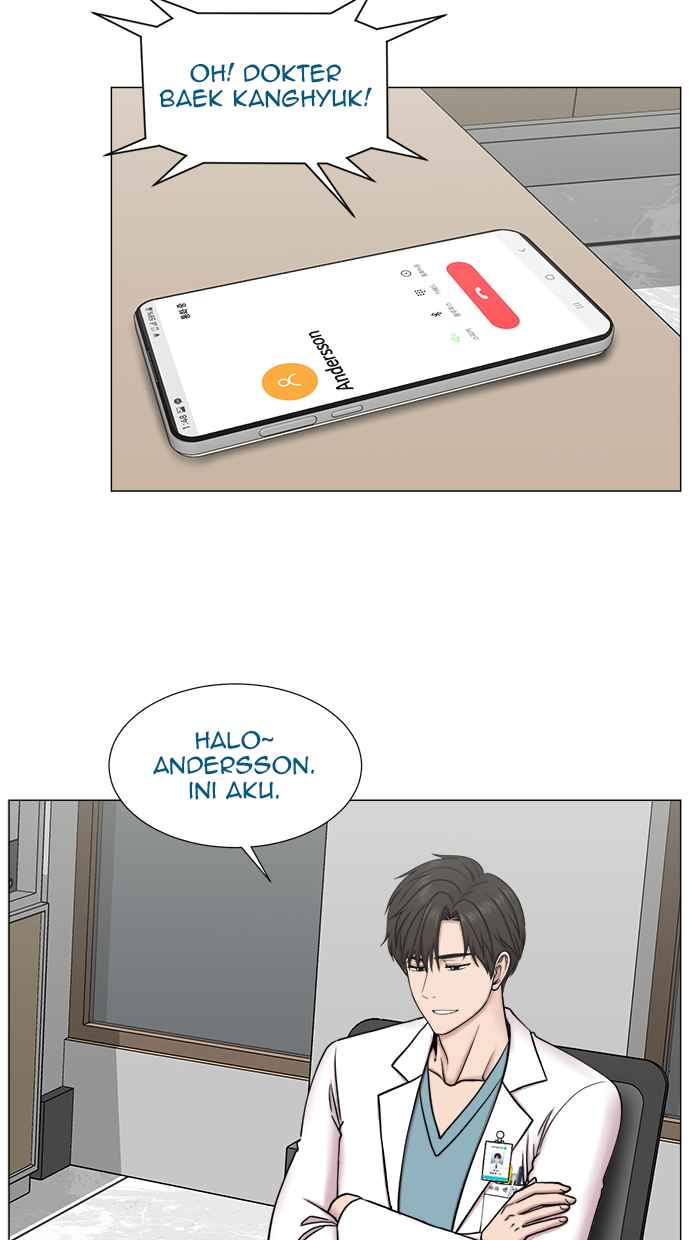 OH! DOKTER
BAEK KANGHYUK!
Andersson
HALO~
ANDERSSON.
INI AKU.